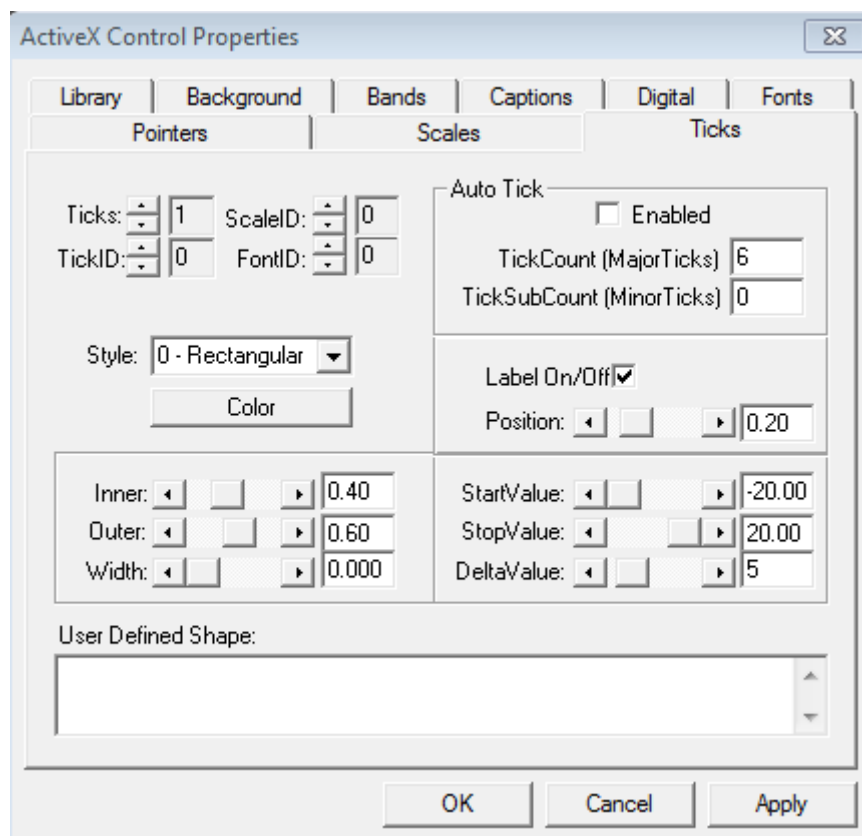 ActiveX Control Properties
Library Background Bands Captions Digital Fonts
Pointers Scales Ticks
Ticks: 1 ScaleID: 0
TickID: 0 FontID: 0
Auto Tick
Enabled
TickCount (MajorTicks) 6
TickSubCount (MinorTicks) 0
Style: 0 - Rectangular
Color
Label On/Off
Position: 0.20
Inner: 0.40
Outer: 0.60
Width: 0.000
StartValue: -20.00
StopValue: 20.00
DeltaValue: 5
User Defined Shape:
OK Cancel Apply